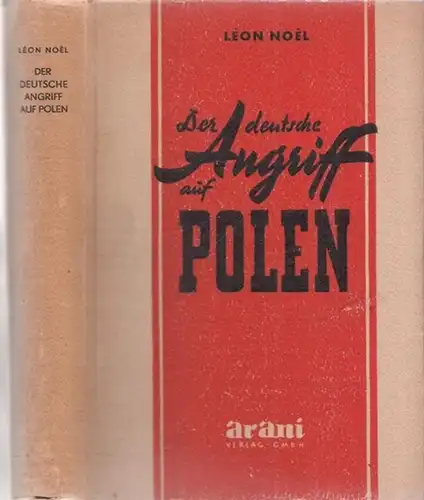 LÉON NOËL
DER
DEUTSCHE
ANGRIFF
AUF POLEN
LÉON NOËL
Der deutsche
Angriff
auf
POLEN
arani
VERLAG GMBH